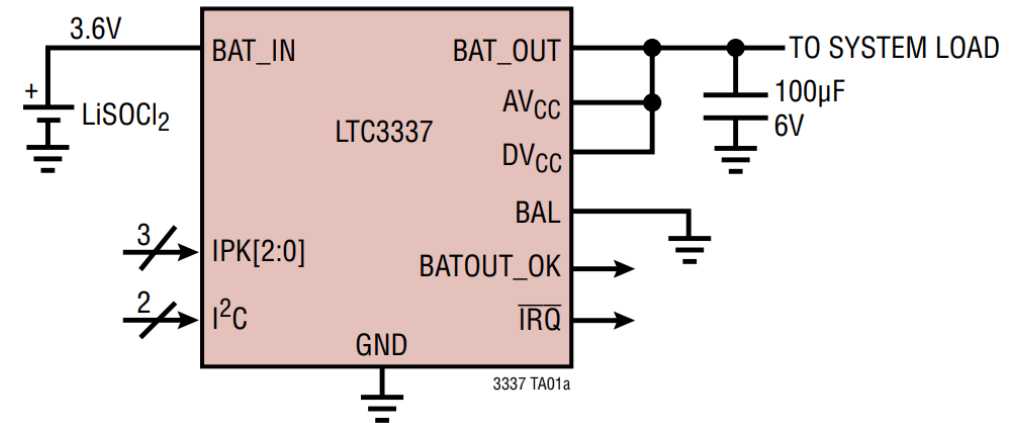 3.6V
BAT_IN
BAT_OUT
TO SYSTEM LOAD
+
LiSOCl₂
AVCC
100µF
6V
LTC3337
DVCC
BAL
3
IPK[2:0]
BATOUT_OK
2
I²C
IRQ
GND
3337 TA01a